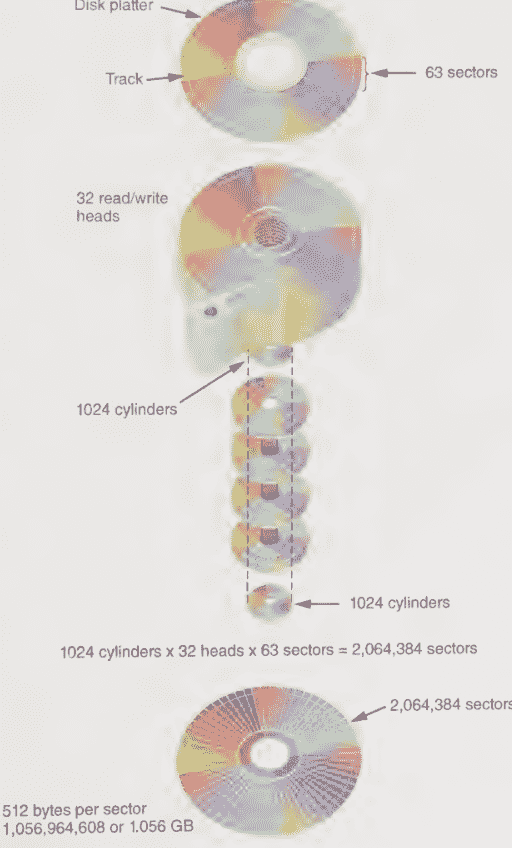 Disk platter
Track
63 sectors
32 read/write
heads
1024 cylinders
1024 cylinders
1024 cylinders x 32 heads x 63 sectors = 2,064,384 sectors
2,064,384 sectors
512 bytes per sector
1,056,964,608 or 1.056 GB